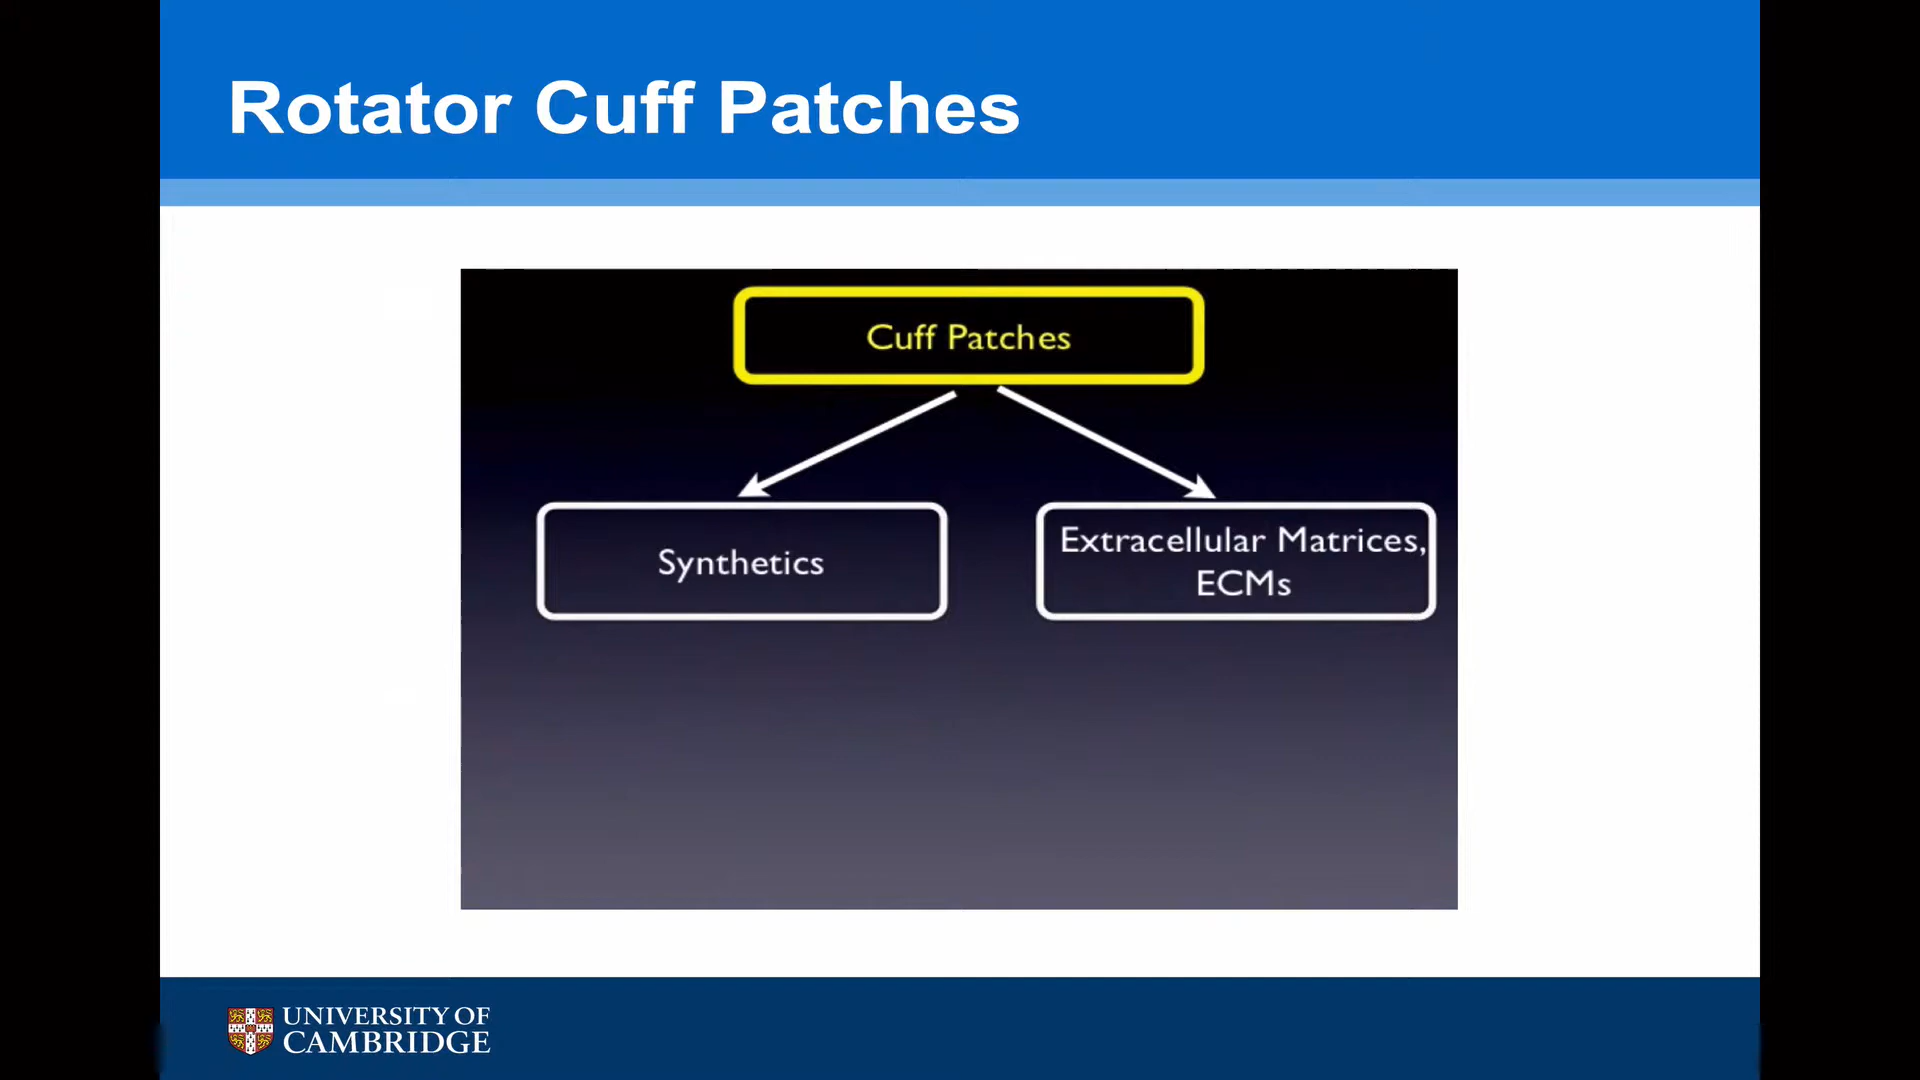 Rotator Cuff Patches
Cuff Patches
Synthetics
Extracellular Matrices,
ECMs
UNIVERSITY OF
CAMBRIDGE